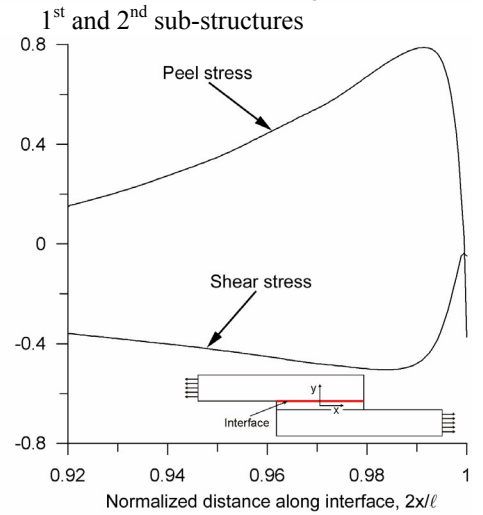 1st and 2nd sub-structures
0.8
Peel stress
0.4
0
Shear stress
-0.4
y
x
Interface
-0.8
0.92 0.94 0.96 0.98 1
Normalized distance along interface, 2x/ℓ